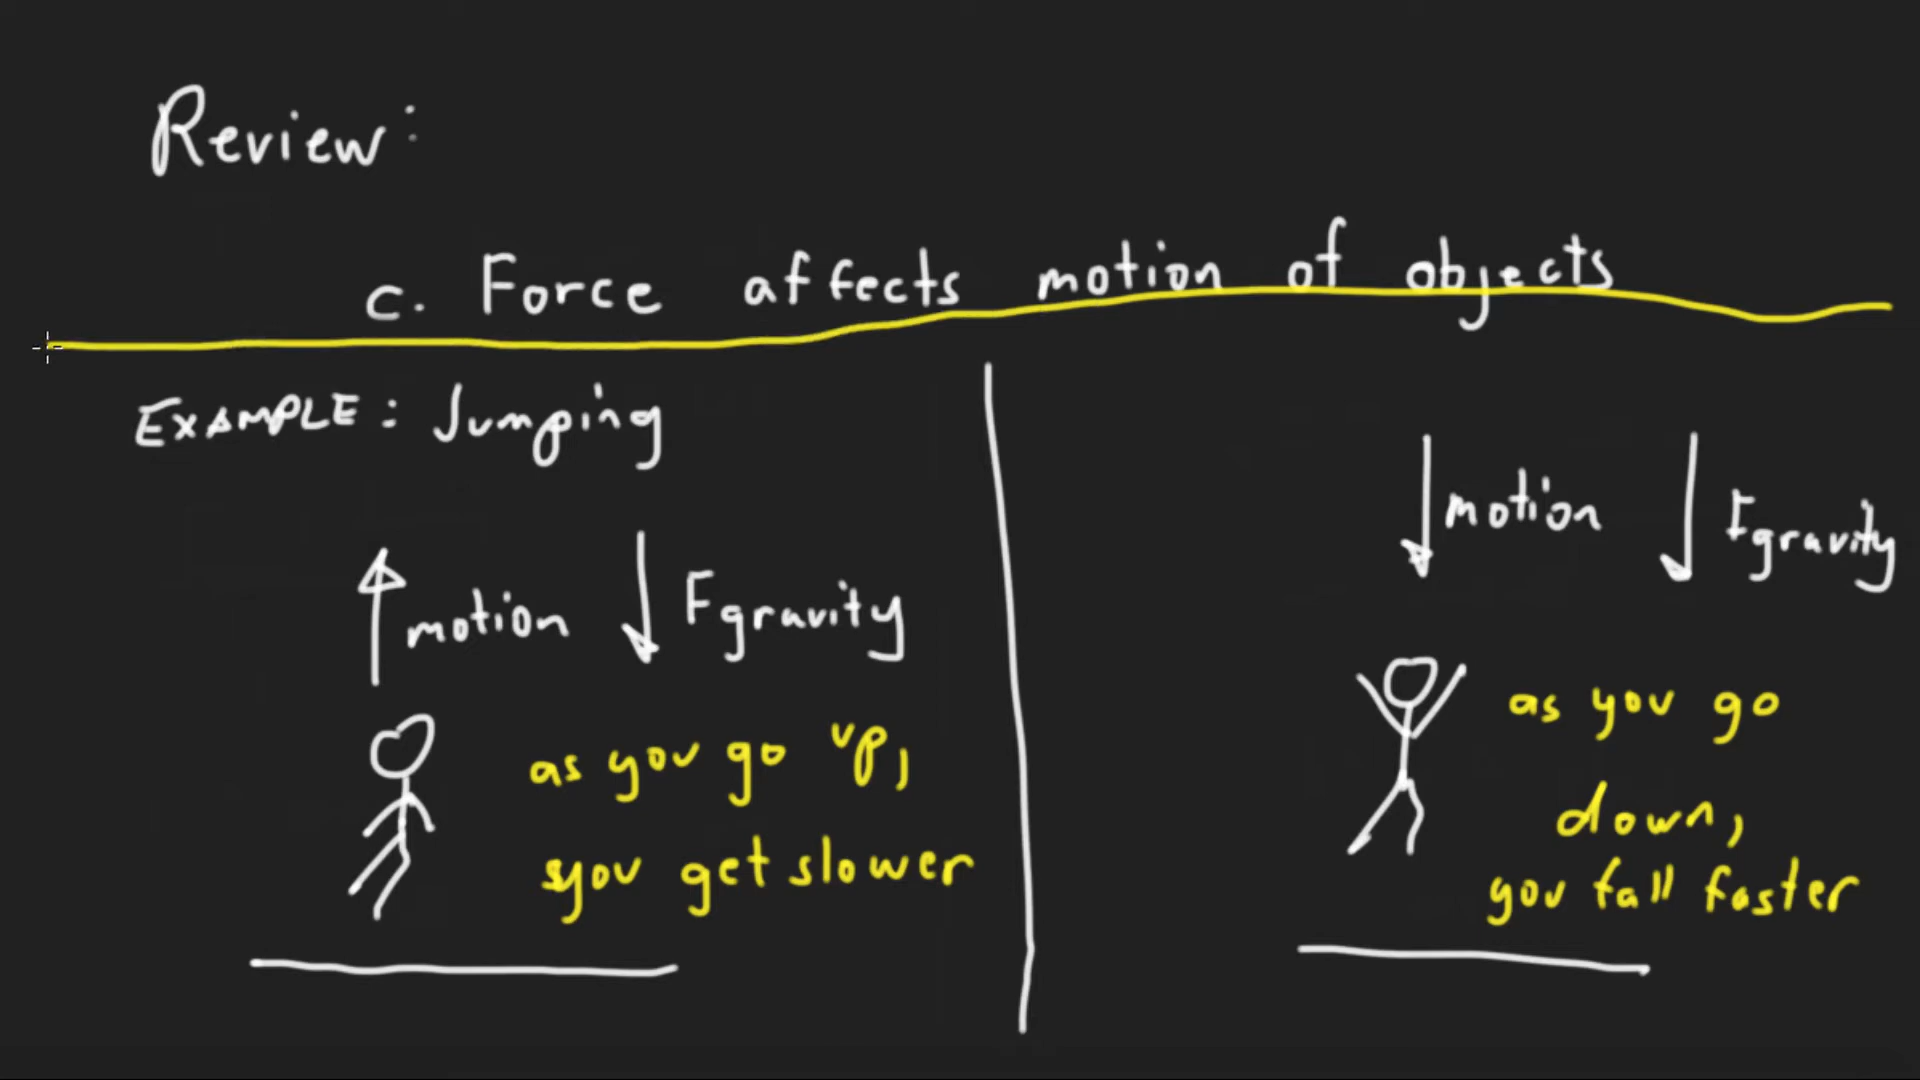 Review:
c. Force affects motion of objects
EXAMPLE: Jumping
motion Fgravity
as you go up,
you get slower
motion Fgravity
as you go
down,
you fall faster